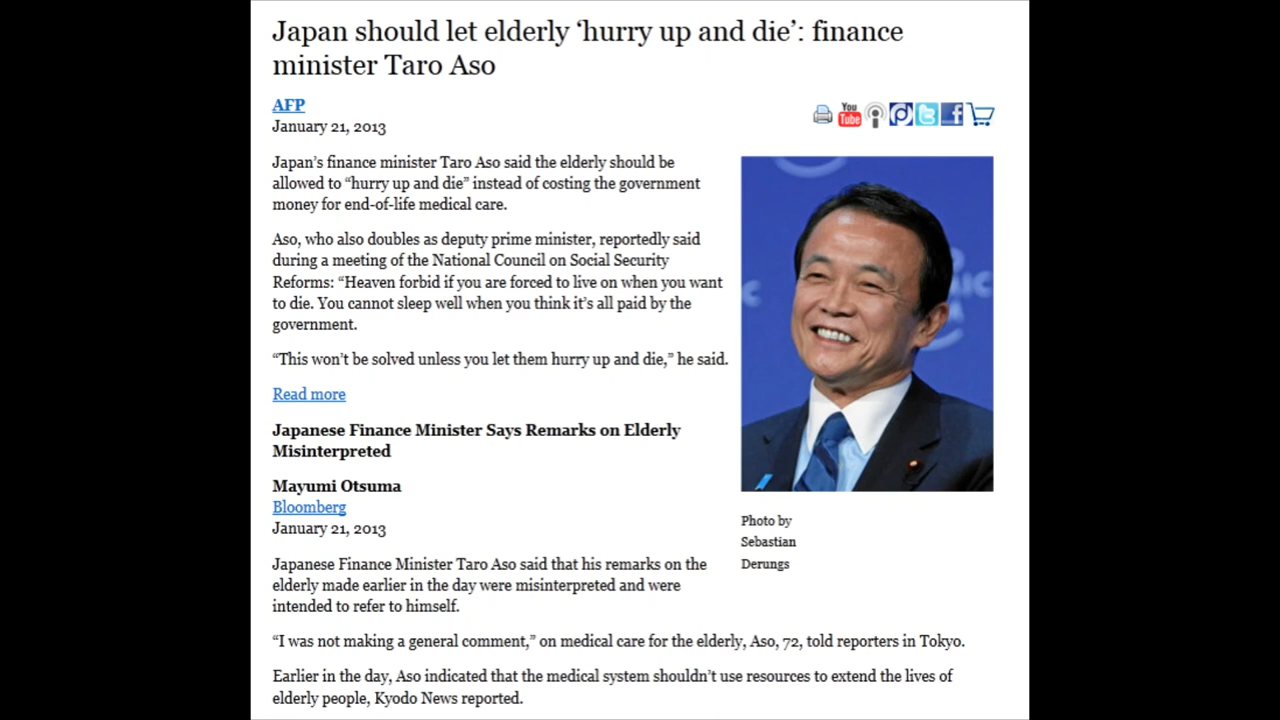 Japan should let elderly ‘hurry up and die’: finance
minister Taro Aso
AFP
January 21, 2013
You
Tube
Japan’s finance minister Taro Aso said the elderly should be
allowed to “hurry up and die” instead of costing the government
money for end-of-life medical care.
Aso, who also doubles as deputy prime minister, reportedly said
during a meeting of the National Council on Social Security
Reforms: “Heaven forbid if you are forced to live on when you want
to die. You cannot sleep well when you think it’s all paid by the
government.
“This won’t be solved unless you let them hurry up and die,” he said.
Read more
Japanese Finance Minister Says Remarks on Elderly
Misinterpreted
Mayumi Otsuma
Bloomberg
January 21, 2013
Japanese Finance Minister Taro Aso said that his remarks on the
elderly made earlier in the day were misinterpreted and were
intended to refer to himself.
“I was not making a general comment,” on medical care for the elderly, Aso, 72, told reporters in Tokyo.
Earlier in the day, Aso indicated that the medical system shouldn’t use resources to extend the lives of
elderly people, Kyodo News reported.
Photo by
Sebastian
Derungs